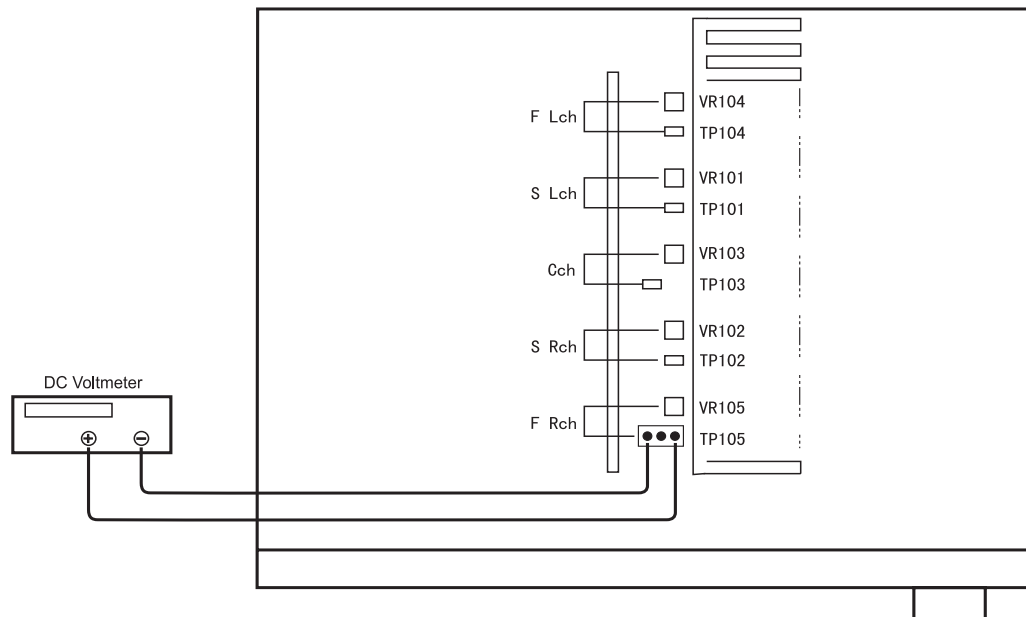 F Lch
VR104
TP104
S Lch
VR101
TP101
Cch
VR103
TP103
S Rch
VR102
TP102
DC Voltmeter
F Rch
VR105
TP105
+ −